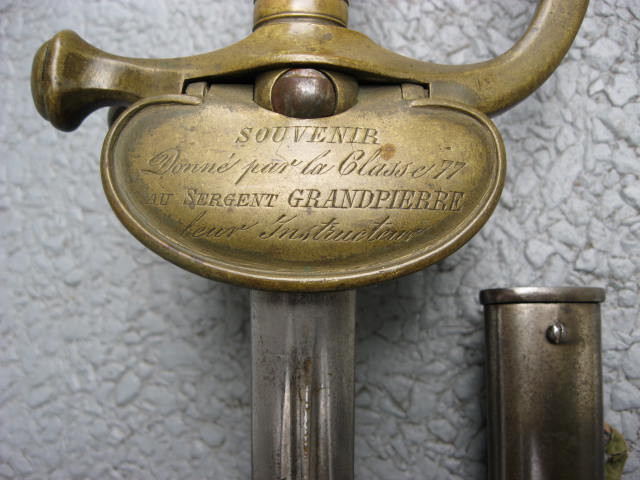 SOUVENIR
Donné par la Classe 77
AU SERGENT GRANDPIERRE
leur Instructeur